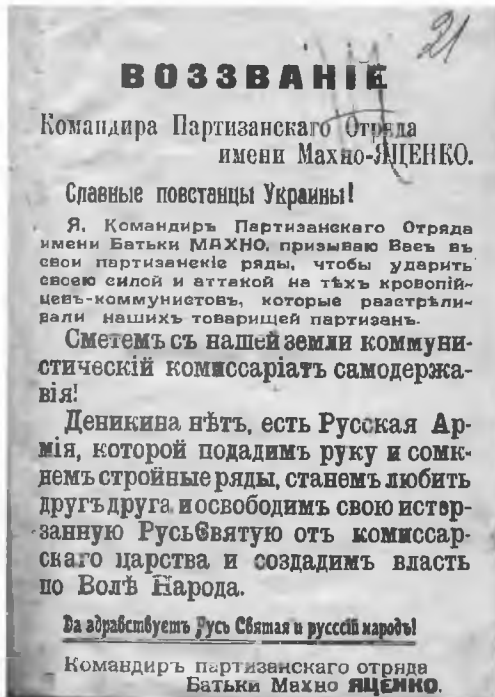 21
ВОЗЗВАНІЕ
Командира Партизанскаго Отряда
имени Махно-ЯЦЕНКО.
Славные повстанцы Украины!
Я, Командиръ Партизанскаго Отряда
имени Батьки МАХНО, призываю Васъ въ
свои партизанскіе ряды, чтобы ударить
своею силой и аттакой на тѣхъ кровопій-
цевъ-коммунистовъ, которые разстрѣли-
вали нашихъ товарищей партизанъ.
Сметемъ съ нашей земли коммуни-
стическій комиссаріатъ самодержа-
вія!
Деникина нѣтъ, есть Русская Ар-
мія, которой подадимъ руку и сомк-
немъ стройные ряды, станемъ любить
другъ друга и освободимъ свою истер-
занную Русь Святую отъ комиссар-
скаго царства и создадимъ власть
по Волѣ Народа.
Да здравствуетъ Русь Святая и русссій народъ!
Командиръ партизанскаго отряда
Батьки Махно ЯЦЕНКО.